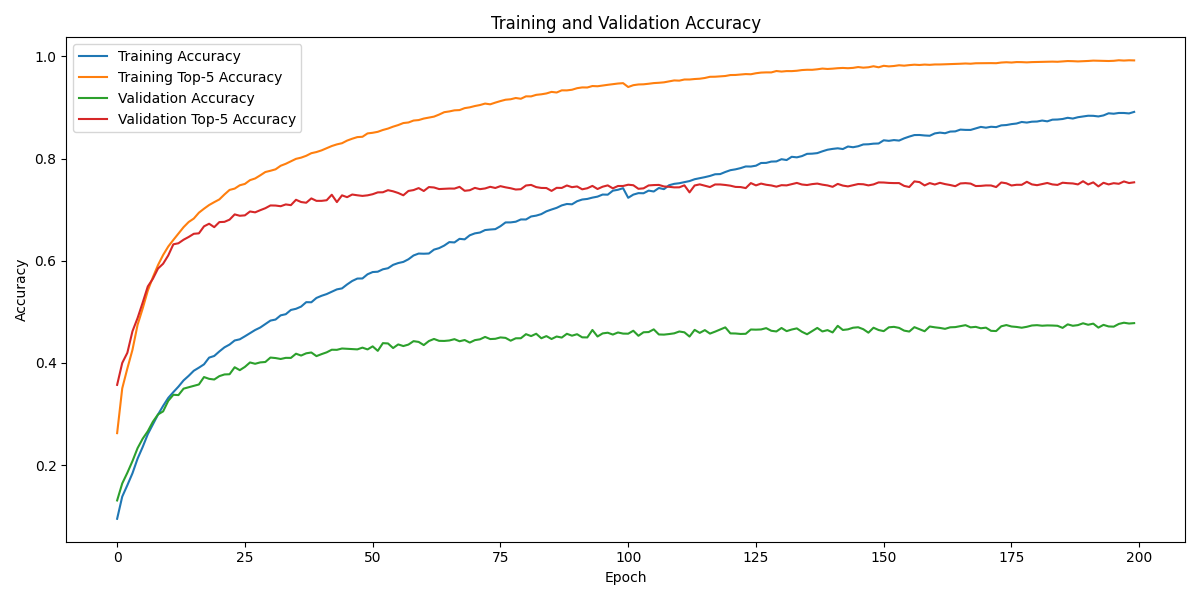 Training and Validation Accuracy
Training Accuracy
Training Top-5 Accuracy
Validation Accuracy
Validation Top-5 Accuracy
Accuracy
1.0
0.8
0.6
0.4
0.2
0 25 50 75 100 125 150 175 200
Epoch